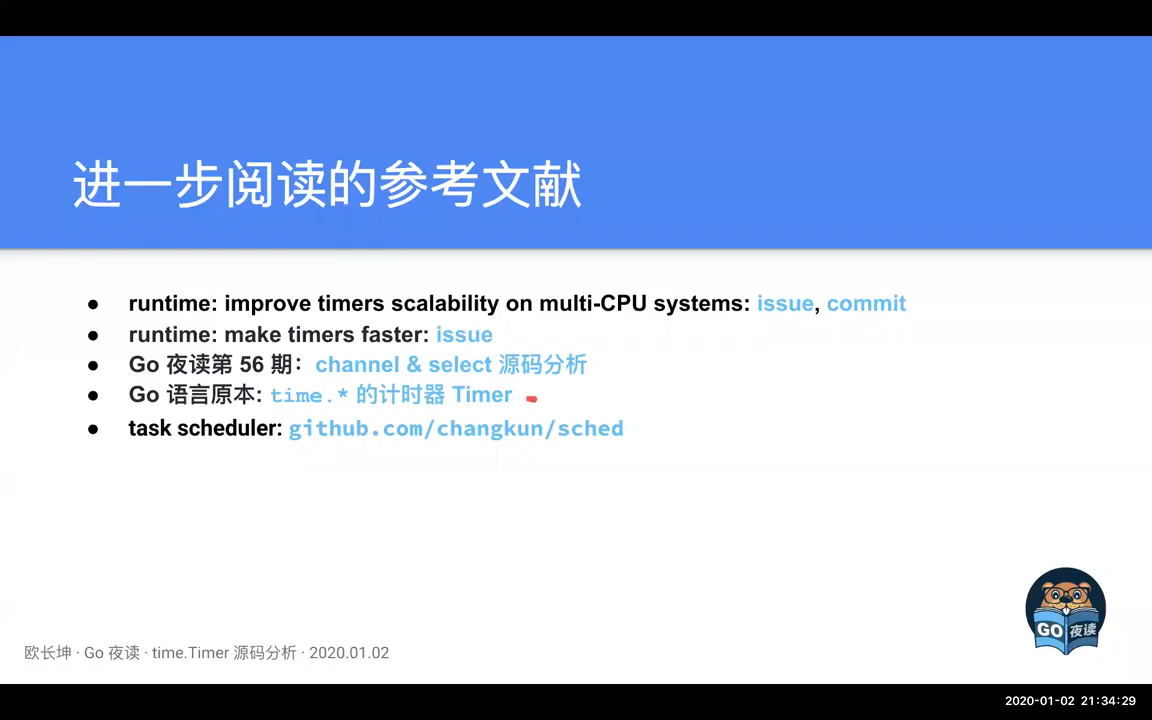 进一步阅读的参考文献
● runtime: improve timers scalability on multi-CPU systems: issue, commit
● runtime: make timers faster: issue
● Go 夜读第 56 期：channel & select 源码分析
● Go 语言原本: time.* 的计时器 Timer
● task scheduler: github.com/changkun/sched
GO 夜读
欧长坤 · Go 夜读 · time.Timer 源码分析 · 2020.01.02
2020-01-02 21:34:29